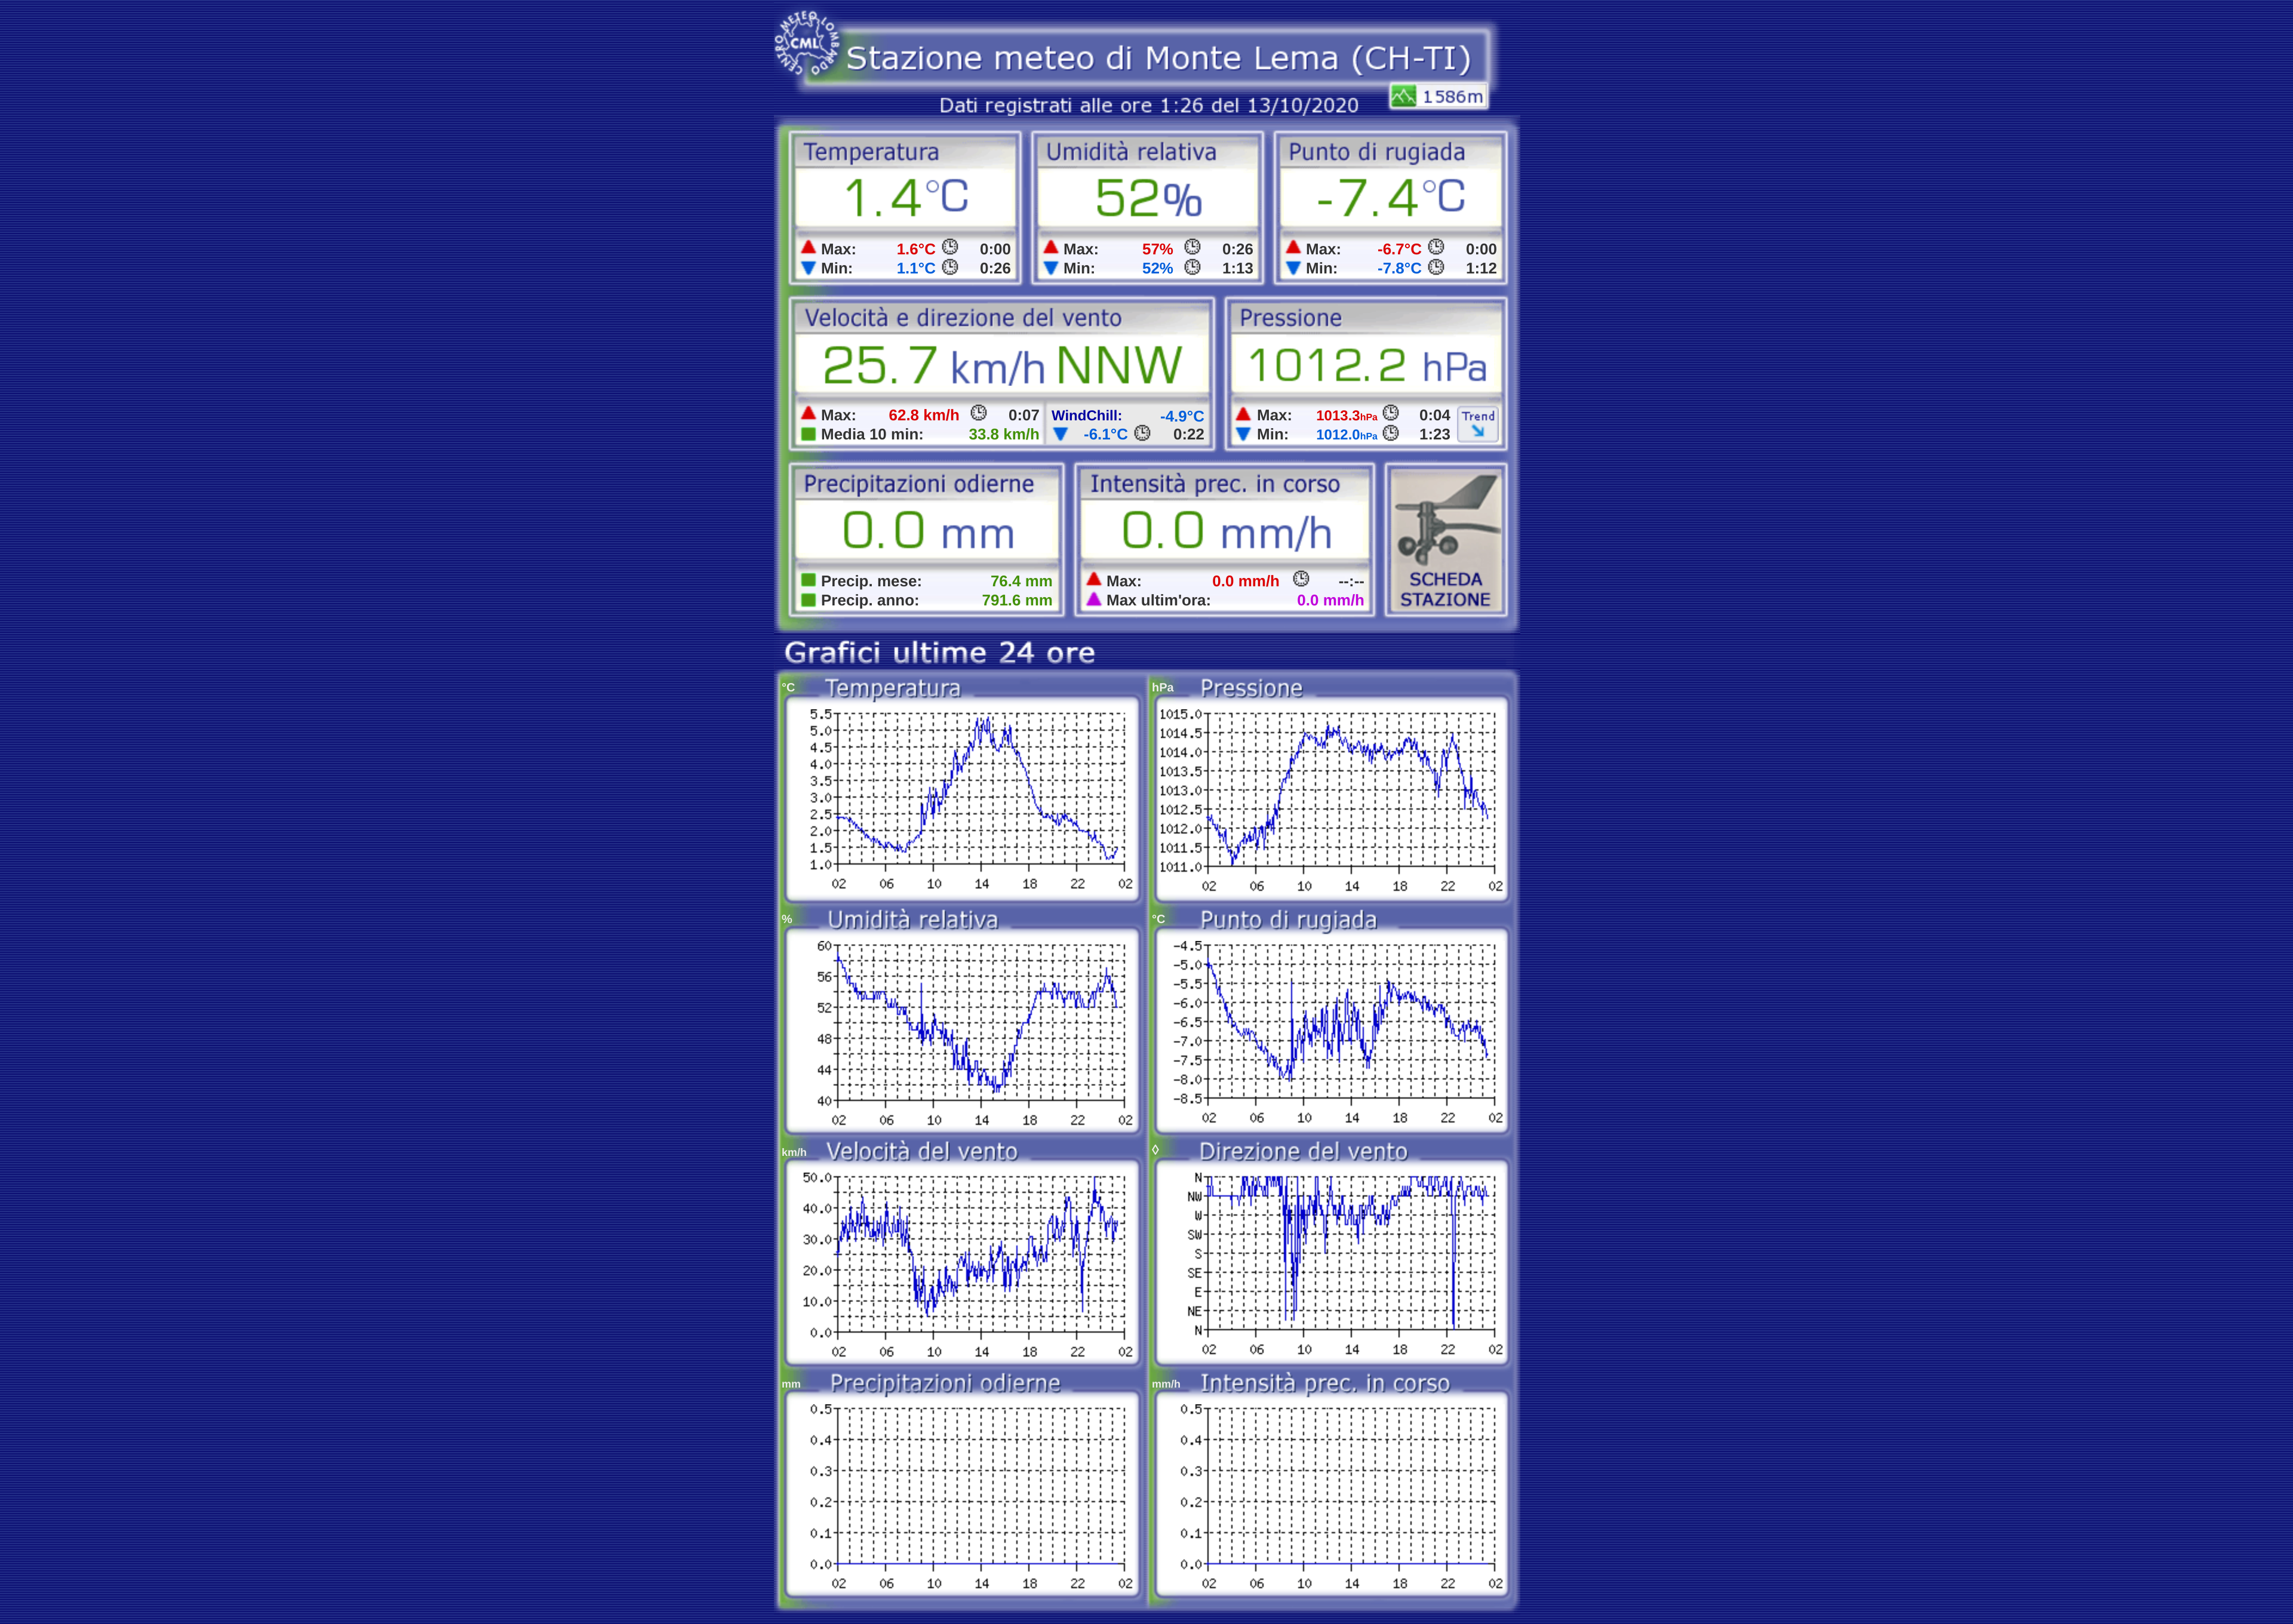 CENTRO METEO LOMBARDO
CML
Stazione meteo di Monte Lema (CH-TI)
1586m
Dati registrati alle ore 1:26 del 13/10/2020
Temperatura
1.4°C
Max: 1.6°C 0:00
Min: 1.1°C 0:26
Umidità relativa
52%
Max: 57% 0:26
Min: 52% 1:13
Punto di rugiada
-7.4°C
Max: -6.7°C 0:00
Min: -7.8°C 1:12
Velocità e direzione del vento
25.7 km/h NNW
Max: 62.8 km/h 0:07
Media 10 min: 33.8 km/h
WindChill: -4.9°C
-6.1°C 0:22
Pressione
1012.2 hPa
Max: 1013.3hPa 0:04
Min: 1012.0hPa 1:23
Trend
Precipitazioni odierne
0.0 mm
Precip. mese: 76.4 mm
Precip. anno: 791.6 mm
Intensità prec. in corso
0.0 mm/h
Max: 0.0 mm/h --:--
Max ultim'ora: 0.0 mm/h
SCHEDA
STAZIONE
Grafici ultime 24 ore
°C Temperatura
5.5
5.0
4.5
4.0
3.5
3.0
2.5
2.0
1.5
1.0
02 06 10 14 18 22 02
hPa Pressione
1015.0
1014.5
1014.0
1013.5
1013.0
1012.5
1012.0
1011.5
1011.0
02 06 10 14 18 22 02
% Umidità relativa
60
56
52
48
44
40
02 06 10 14 18 22 02
°C Punto di rugiada
-4.5
-5.0
-5.5
-6.0
-6.5
-7.0
-7.5
-8.0
-8.5
02 06 10 14 18 22 02
km/h Velocità del vento
50.0
40.0
30.0
20.0
10.0
0.0
02 06 10 14 18 22 02
◊ Direzione del vento
N
NW
W
SW
S
SE
E
NE
N
02 06 10 14 18 22 02
mm Precipitazioni odierne
0.5
0.4
0.3
0.2
0.1
0.0
02 06 10 14 18 22 02
mm/h Intensità prec. in corso
0.5
0.4
0.3
0.2
0.1
0.0
02 06 10 14 18 22 02